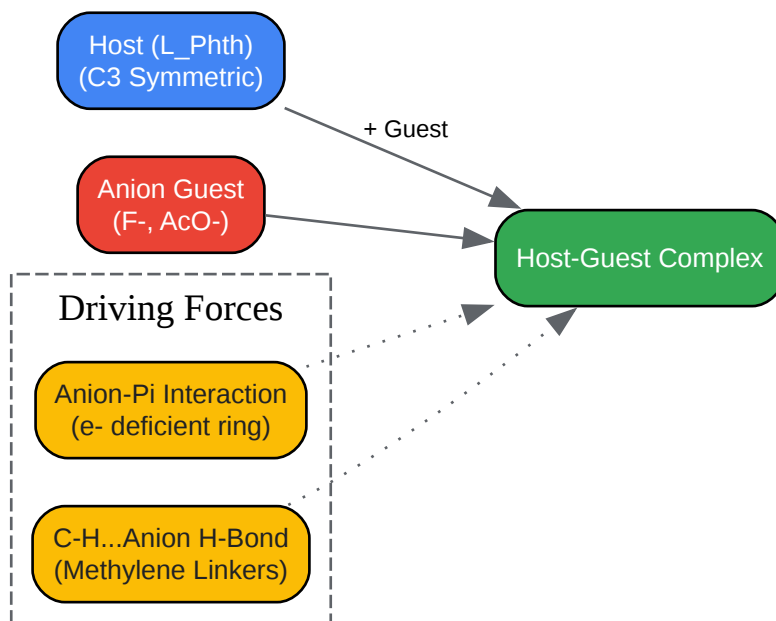 Host (L_Phth)
(C3 Symmetric)
+ Guest
Anion Guest
(F-, AcO-)
Host-Guest Complex
Driving Forces
Anion-Pi Interaction
(e- deficient ring)
C-H...Anion H-Bond
(Methylene Linkers)